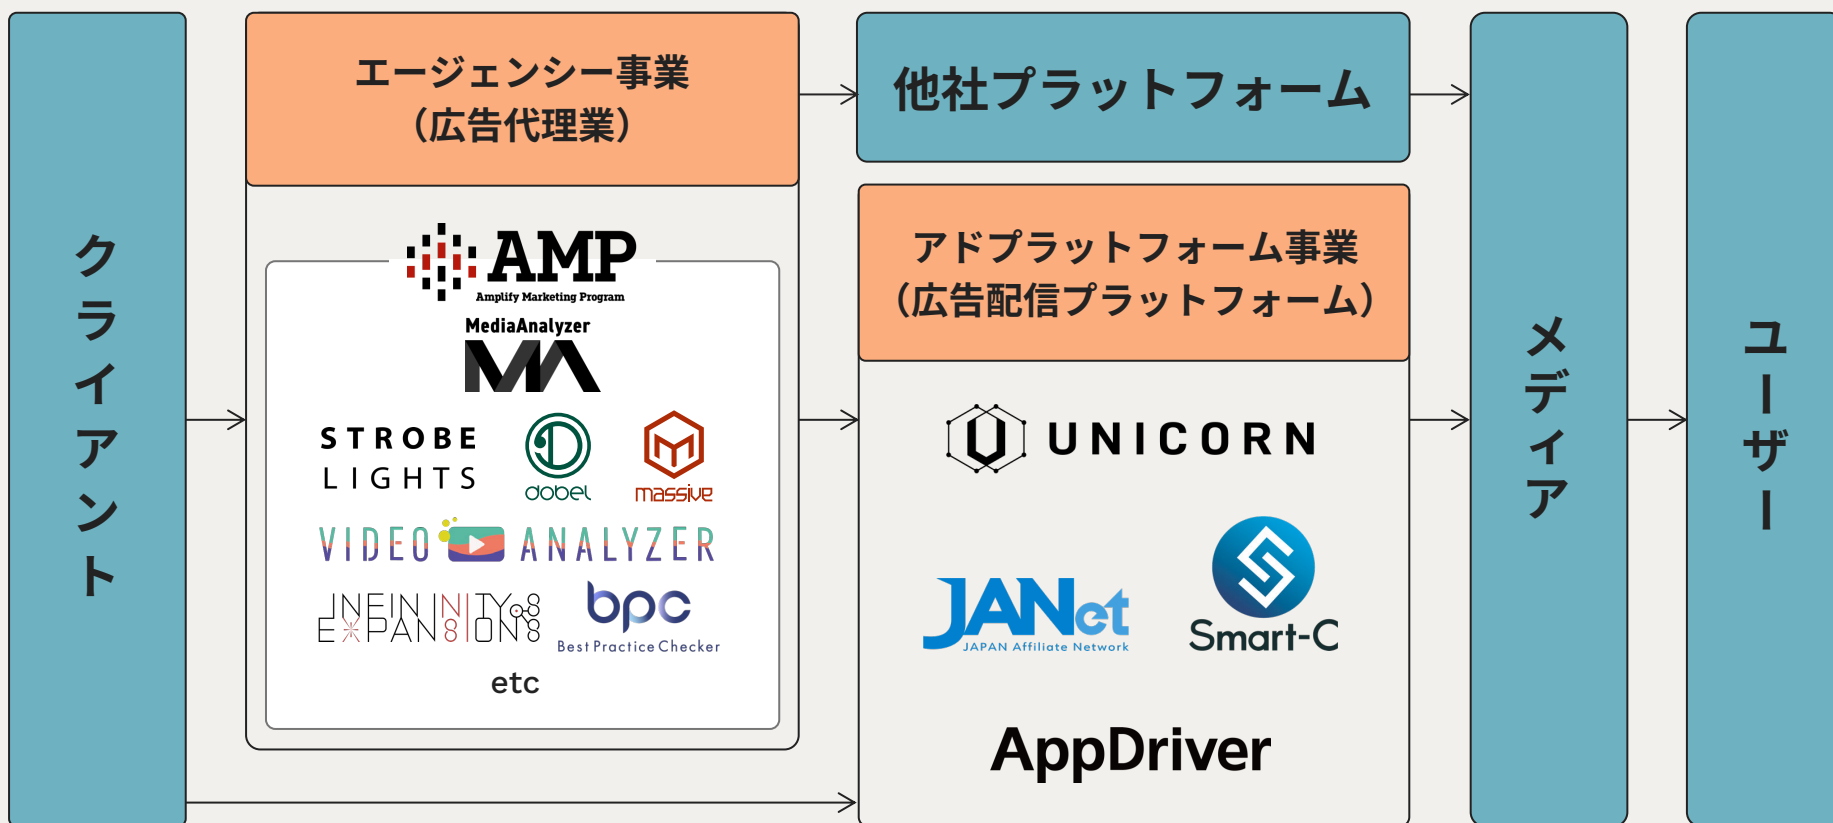 クライアント
エージェンシー事業
（広告代理業）
AMP
Amplify Marketing Program
MediaAnalyzer
MA
STROBE
LIGHTS
dobel
massive
VIDEO ANALYZER
INFINITY
EXPANSION
bpc
Best Practice Checker
etc
他社プラットフォーム
アドプラットフォーム事業
（広告配信プラットフォーム）
UNICORN
JANet
JAPAN Affiliate Network
Smart-C
AppDriver
メディア
ユーザー